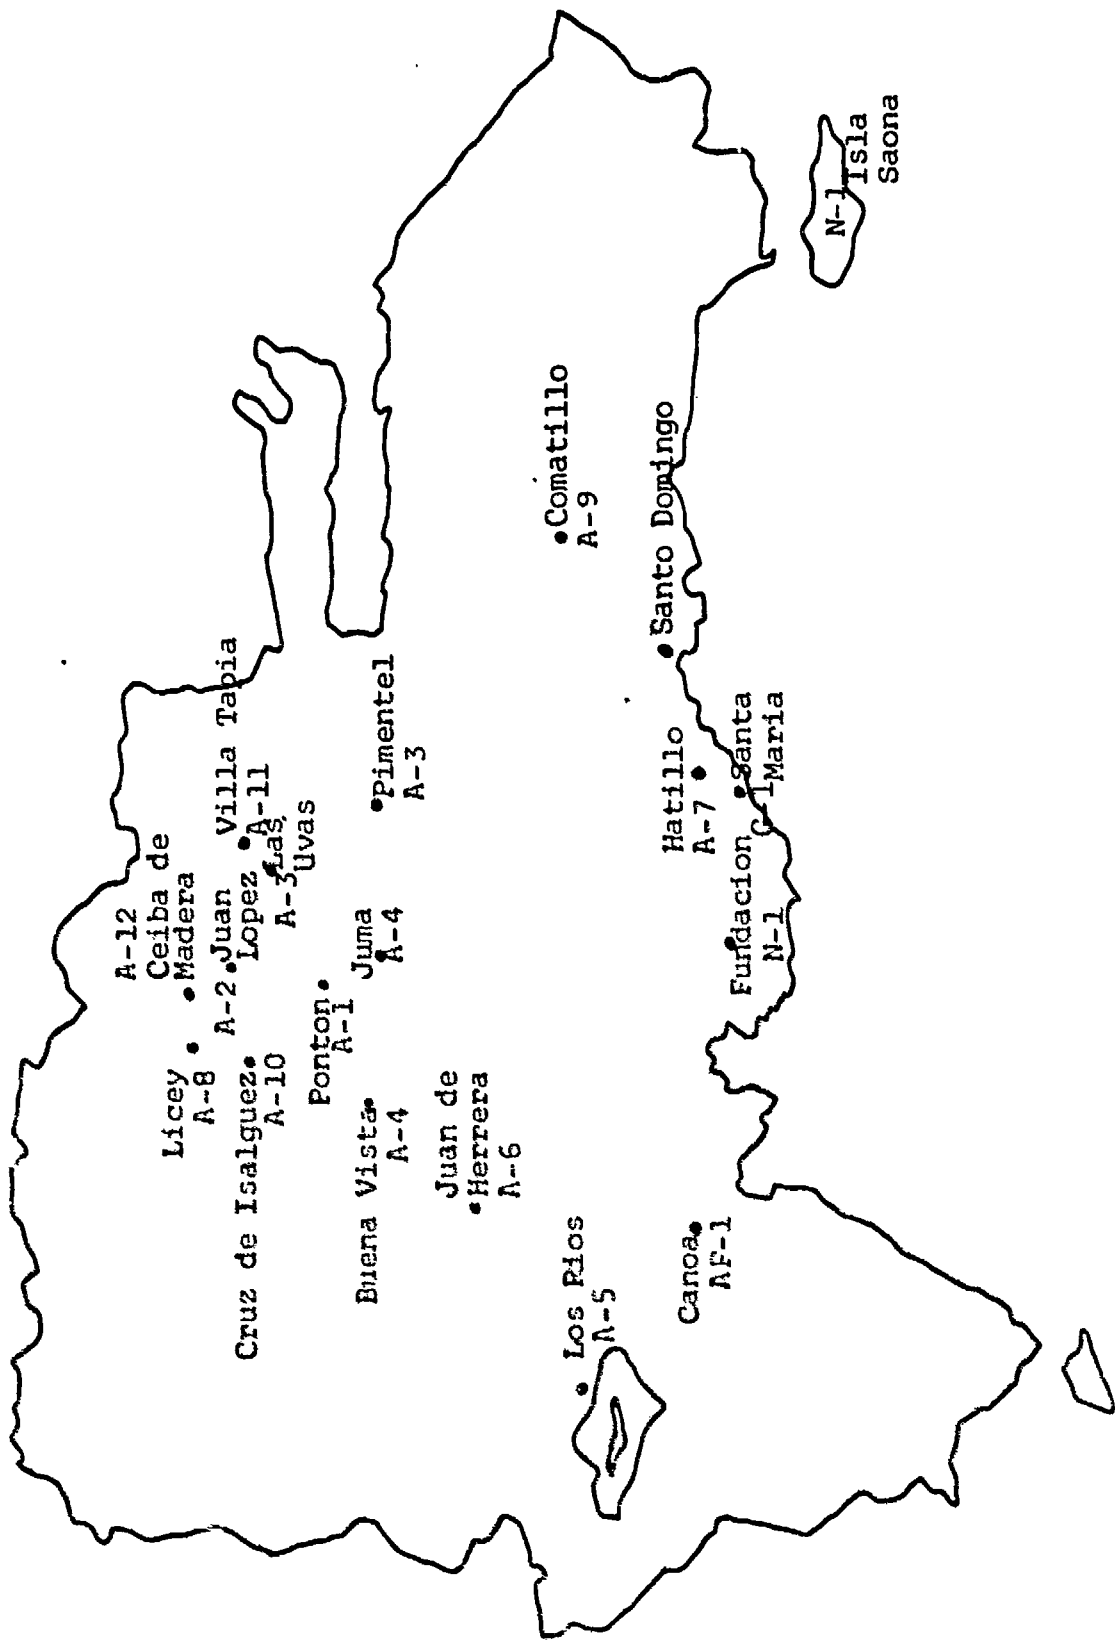 A-12
Ceiba de
Madera
Licey
A-8
A-2
Juan
Lopez
Villa Tapia
A-11
Cruz de Isalguez
A-10
Las
Uvas
A-3
Ponton
A-1
Juma
A-4
Pimentel
A-3
Buena Vista
A-4
Juan de
Herrera
A-6
Comatillo
A-9
Los Rios
A-5
Santo Domingo
Hatillo
A-7
Canoa
AF-1
Fundacion
N-1
Santa
Maria
G-1
N-1
Isla
Saona